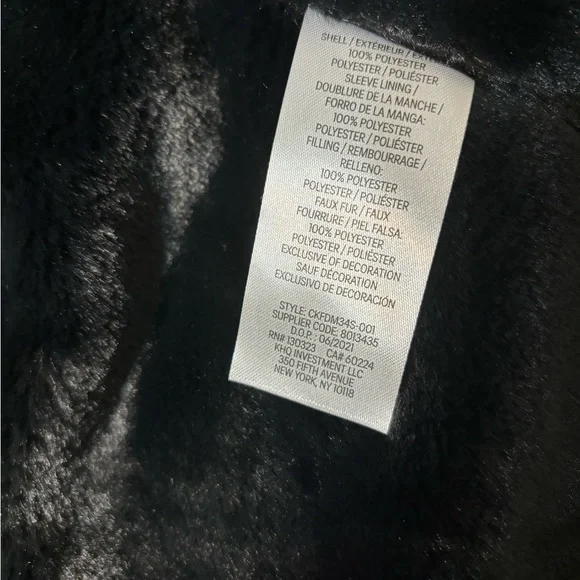 SHELL / EXTÉRIEUR /
100% POLYESTER
POLYESTER / POLIÉSTER
SLEEVE LINING /
DOUBLURE DE LA MANCHE /
FORRO DE LA MANGA:
100% POLYESTER
POLYESTER / POLIÉSTER
FILLING / REMBOURRAGE /
RELLENO:
100% POLYESTER
POLYESTER / POLIÉSTER
FAUX FUR / FAUX
FOURRURE / PIEL FALSA:
100% POLYESTER
POLYESTER / POLIÉSTER
EXCLUSIVE OF DECORATION
SAUF DÉCORATION
EXCLUSIVO DE DECORACIÓN
STYLE: CKFDM34S-001
SUPPLIER CODE: 8013435
D.O.P.: 06/2021
RN# 130323 CA# 60224
KHQ INVESTMENT LLC
350 FIFTH AVENUE
NEW YORK, NY 10118